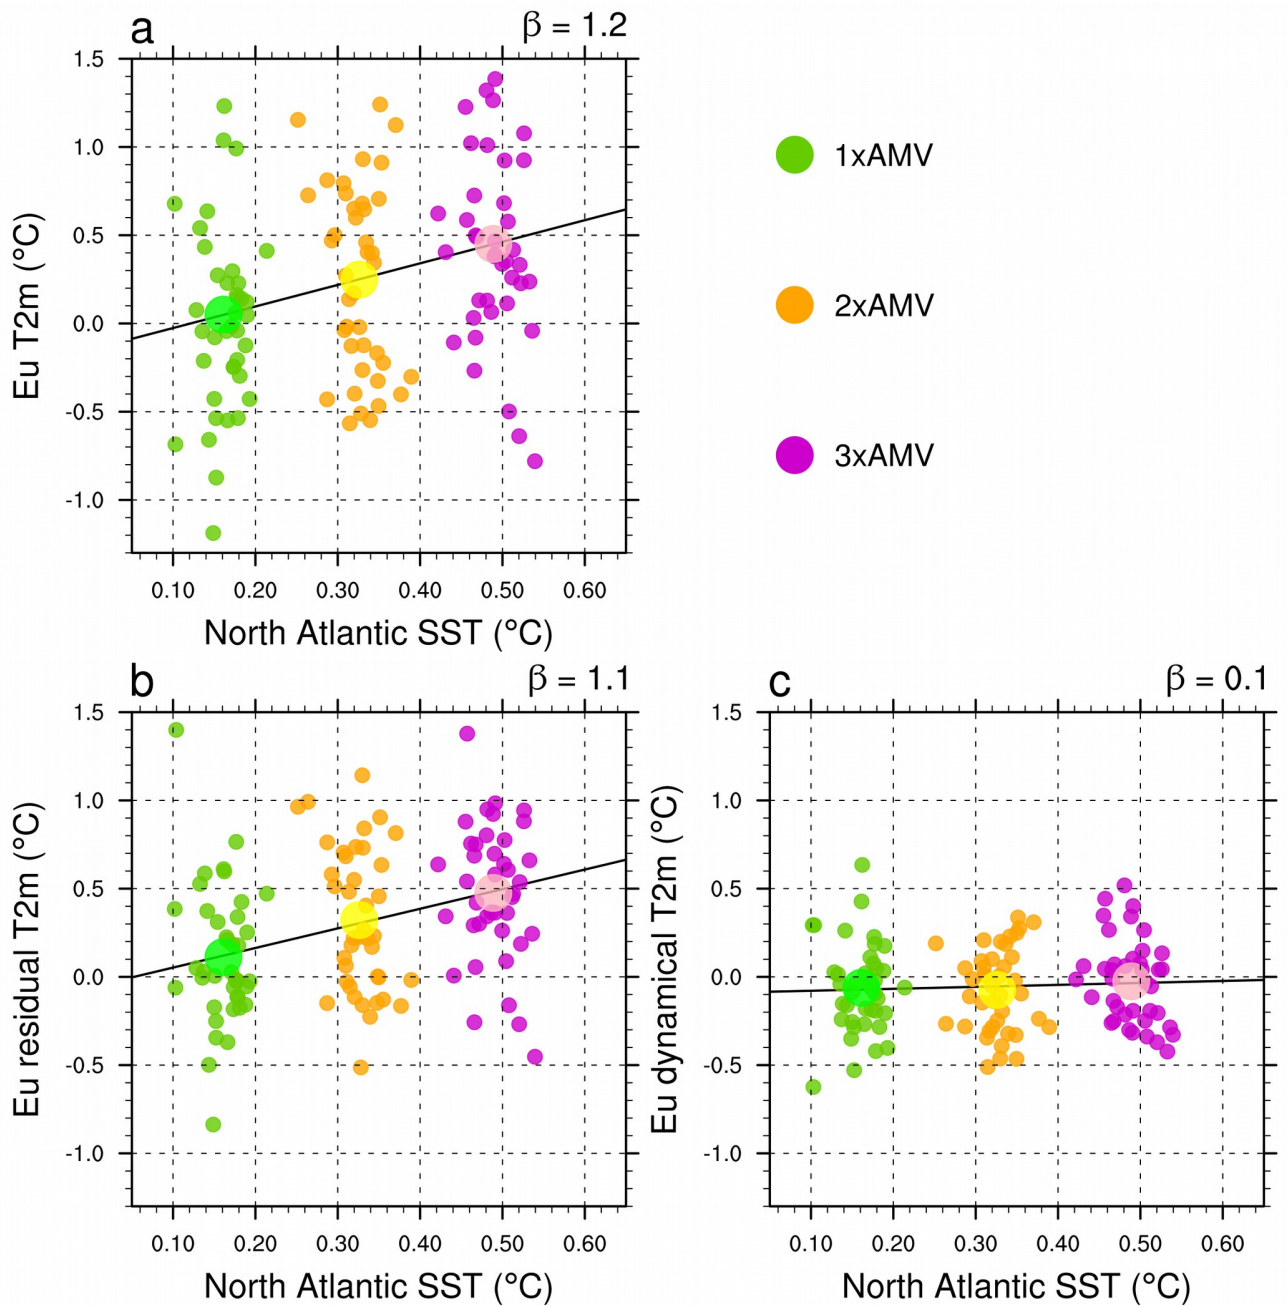 a
β = 1.2
1.5
1.0
0.5
0.0
-0.5
-1.0
Eu T2m (°C)
0.10 0.20 0.30 0.40 0.50 0.60
North Atlantic SST (°C)
1xAMV
2xAMV
3xAMV
b
β = 1.1
1.5
1.0
0.5
0.0
-0.5
-1.0
Eu residual T2m (°C)
0.10 0.20 0.30 0.40 0.50 0.60
North Atlantic SST (°C)
c
β = 0.1
1.5
1.0
0.5
0.0
-0.5
-1.0
Eu dynamical T2m (°C)
0.10 0.20 0.30 0.40 0.50 0.60
North Atlantic SST (°C)